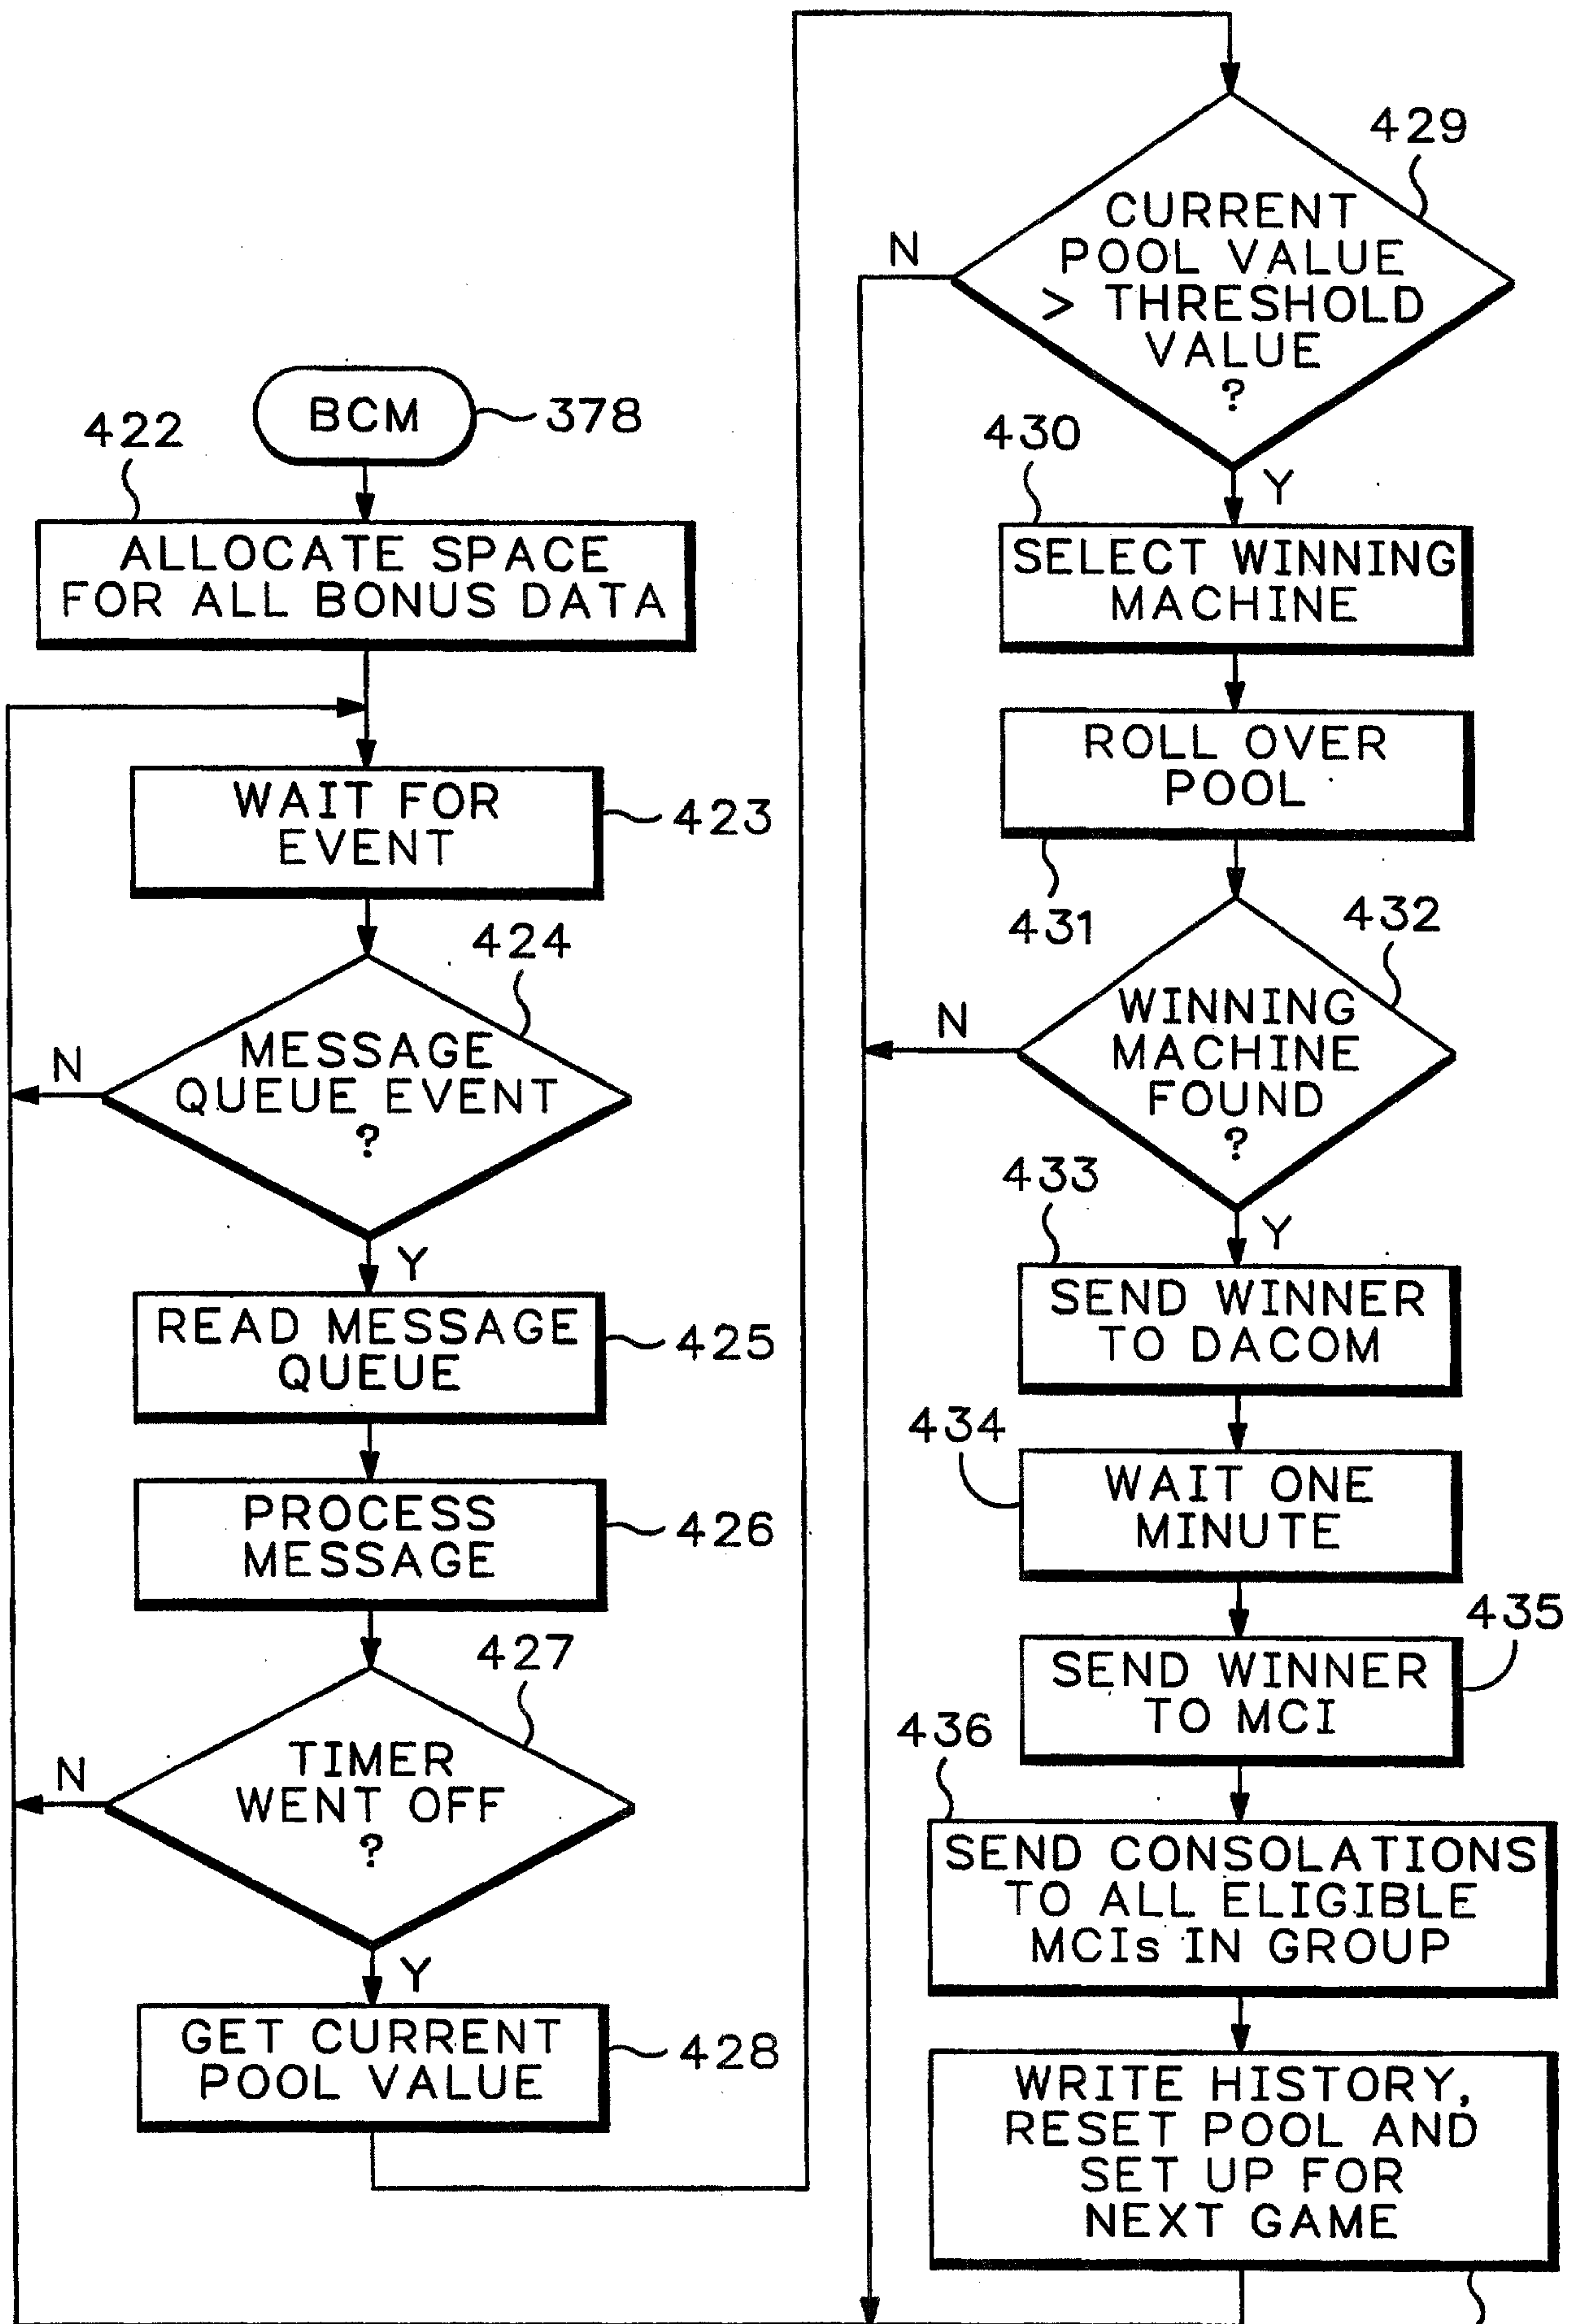 BCM
378
422
ALLOCATE SPACE
FOR ALL BONUS DATA
WAIT FOR
EVENT
423
424
MESSAGE
QUEUE EVENT
?
N
Y
READ MESSAGE
QUEUE
425
PROCESS
MESSAGE
426
427
TIMER
WENT OFF
?
N
Y
GET CURRENT
POOL VALUE
428
429
CURRENT
POOL VALUE
> THRESHOLD
VALUE
?
N
Y
430
SELECT WINNING
MACHINE
ROLL OVER
POOL
431
432
WINNING
MACHINE
FOUND
?
N
Y
433
SEND WINNER
TO DACOM
434
WAIT ONE
MINUTE
435
SEND WINNER
TO MCI
436
SEND CONSOLATIONS
TO ALL ELIGIBLE
MCIs IN GROUP
WRITE HISTORY,
RESET POOL AND
SET UP FOR
NEXT GAME